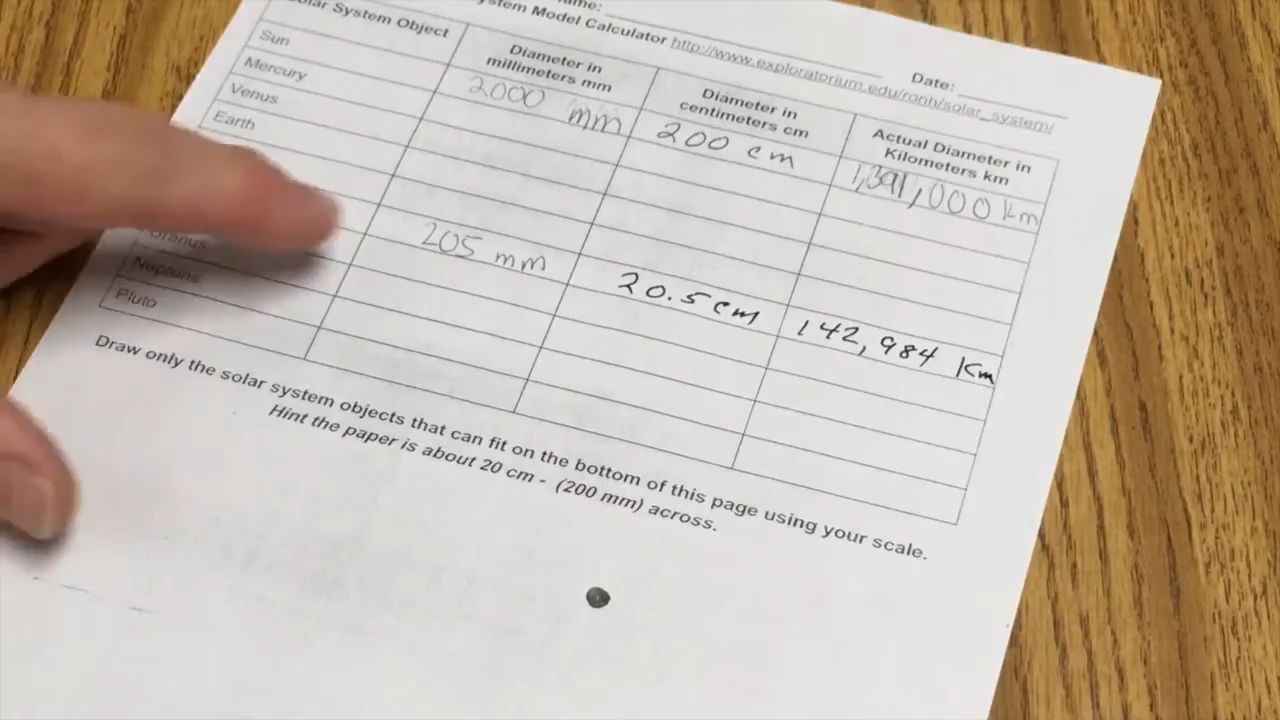 Name:
System Model Calculator http://www.exploratorium.edu/ronh/solar_system/
Date:
Solar System Object
Diameter in
millimeters mm
Diameter in
centimeters cm
Actual Diameter in
Kilometers km
Sun
2000 mm
200 cm
1,391,000 km
Mercury
Venus
Earth
205 mm
20.5 cm
142,984 Km
Uranus
Neptune
Pluto
Draw only the solar system objects that can fit on the bottom of this page using your scale.
Hint the paper is about 20 cm - (200 mm) across.